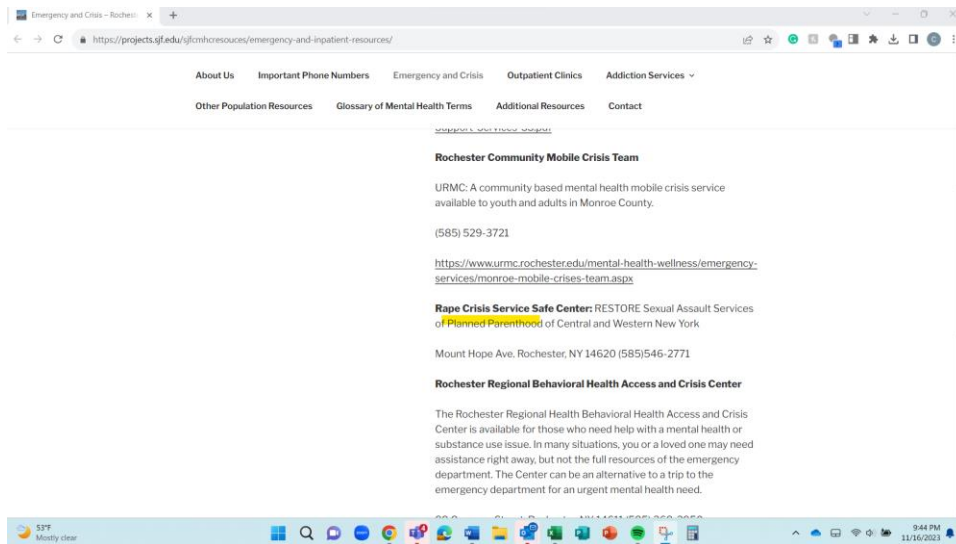 Emergency and Crisis – Rochest
https://projects.sjf.edu/sjfcmhcresouces/emergency-and-inpatient-resources/
About Us Important Phone Numbers Emergency and Crisis Outpatient Clinics Addiction Services
Other Population Resources Glossary of Mental Health Terms Additional Resources Contact
Rochester Community Mobile Crisis Team
URMC: A community based mental health mobile crisis service
available to youth and adults in Monroe County.
(585) 529-3721
https://www.urmc.rochester.edu/mental-health-wellness/emergency-
services/monroe-mobile-crises-team.aspx
Rape Crisis Service Safe Center: RESTORE Sexual Assault Services
of Planned Parenthood of Central and Western New York
Mount Hope Ave. Rochester, NY 14620 (585)546-2771
Rochester Regional Behavioral Health Access and Crisis Center
The Rochester Regional Health Behavioral Health Access and Crisis
Center is available for those who need help with a mental health or
substance use issue. In many situations, you or a loved one may need
assistance right away, but not the full resources of the emergency
department. The Center can be an alternative to a trip to the
emergency department for an urgent mental health need.
53°F
Mostly clear
9:44 PM
11/16/2023